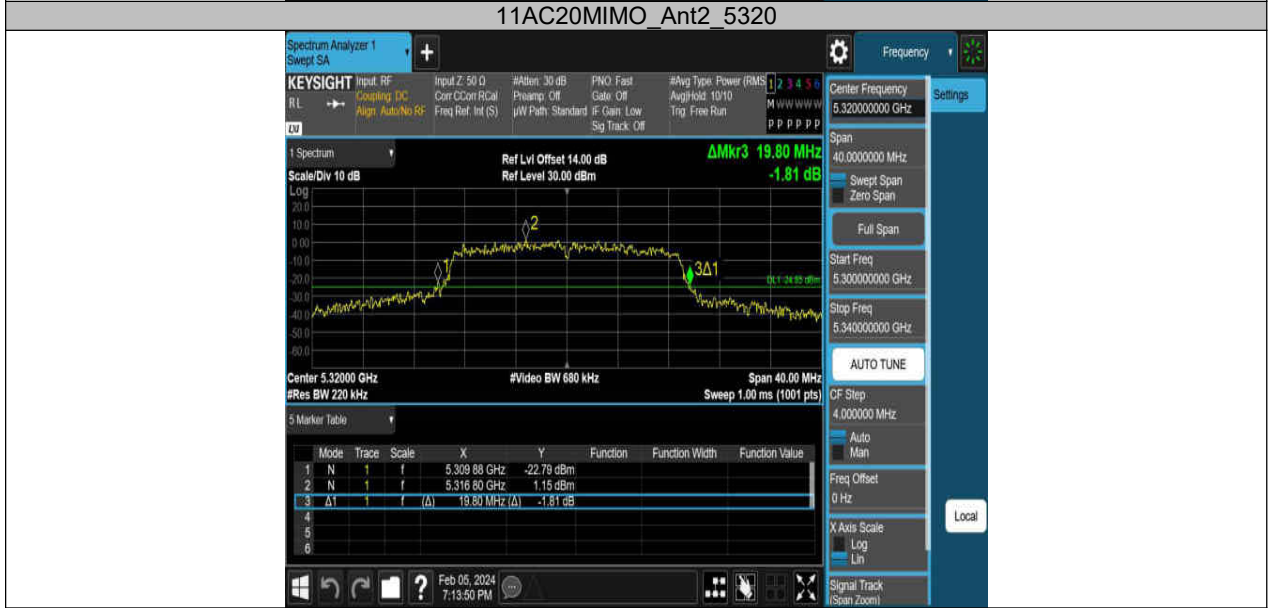 11AC20MIMO_Ant2_5320
Spectrum Analyzer 1
Swept SA
+
Frequency
KEYSIGHT
RL
LXI
Input: RF
Coupling: DC
Align: Auto/No RF
Input Z: 50 Ω
Corr CCorr RCal
Freq Ref: Int (S)
#Atten: 30 dB
Preamp: Off
µW Path: Standard
PNO: Fast
Gate: Off
IF Gain: Low
Sig Track: Off
#Avg Type: Power (RMS
Avg|Hold: 10/10
Trig: Free Run
1 2 3 4 5 6
M W W W W W
P P P P P P
Center Frequency
5.320000000 GHz
Settings
Span
40.0000000 MHz
Swept Span
Zero Span
Full Span
Start Freq
5.300000000 GHz
Stop Freq
5.340000000 GHz
AUTO TUNE
CF Step
4.000000 MHz
Auto
Man
Freq Offset
0 Hz
X Axis Scale
Log
Lin
Signal Track
(Span Zoom)
Local
1 Spectrum
Scale/Div 10 dB
Ref Lvl Offset 14.00 dB
Ref Level 30.00 dBm
ΔMkr3 19.80 MHz
-1.81 dB
Log
20.0
10.0
0.00
-10.0
-20.0
-30.0
-40.0
-50.0
-60.0
1
2
3Δ1
DL1 -24.85 dBm
Center 5.32000 GHz
#Video BW 680 kHz
Span 40.00 MHz
#Res BW 220 kHz
Sweep 1.00 ms (1001 pts)
5 Marker Table
Mode Trace Scale X Y Function Function Width Function Value
1 N 1 f 5.309 88 GHz -22.79 dBm
2 N 1 f 5.316 80 GHz 1.15 dBm
3 Δ1 1 f (Δ) 19.80 MHz (Δ) -1.81 dB
4
5
6
?
Feb 05, 2024
7:13:50 PM